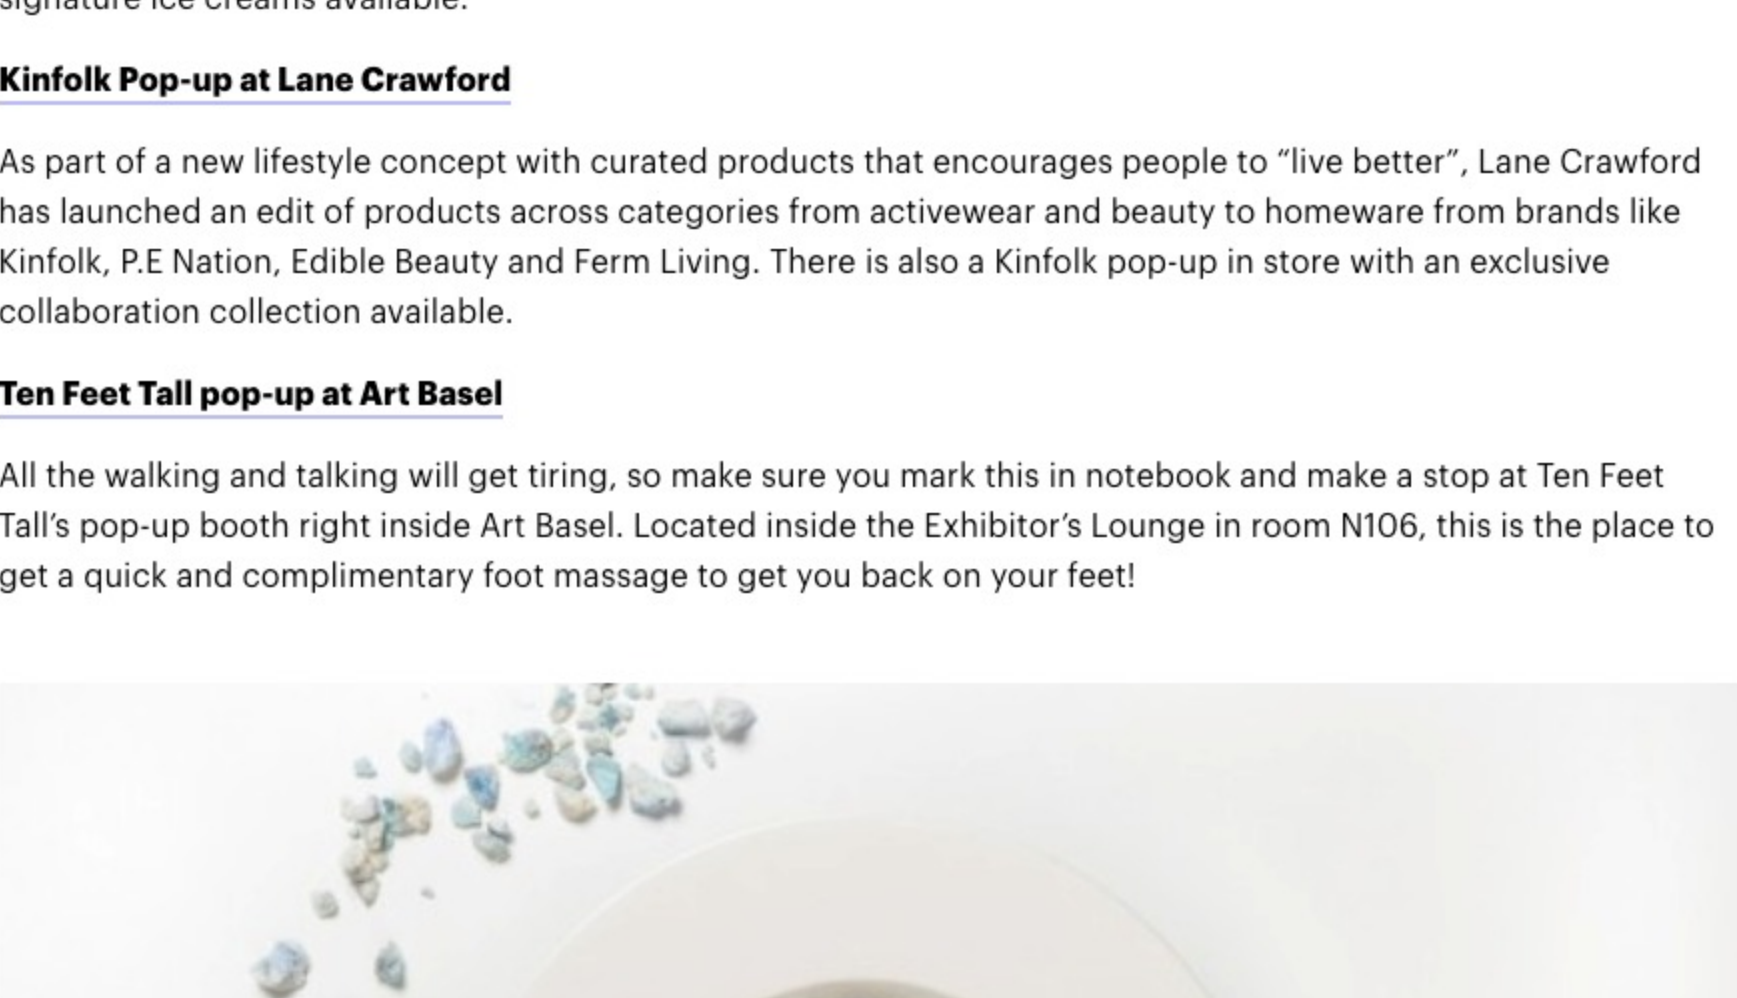 signature ice creams available.
Kinfolk Pop-up at Lane Crawford
As part of a new lifestyle concept with curated products that encourages people to “live better”, Lane Crawford
has launched an edit of products across categories from activewear and beauty to homeware from brands like
Kinfolk, P.E Nation, Edible Beauty and Ferm Living. There is also a Kinfolk pop-up in store with an exclusive
collaboration collection available.
Ten Feet Tall pop-up at Art Basel
All the walking and talking will get tiring, so make sure you mark this in notebook and make a stop at Ten Feet
Tall’s pop-up booth right inside Art Basel. Located inside the Exhibitor’s Lounge in room N106, this is the place to
get a quick and complimentary foot massage to get you back on your feet!